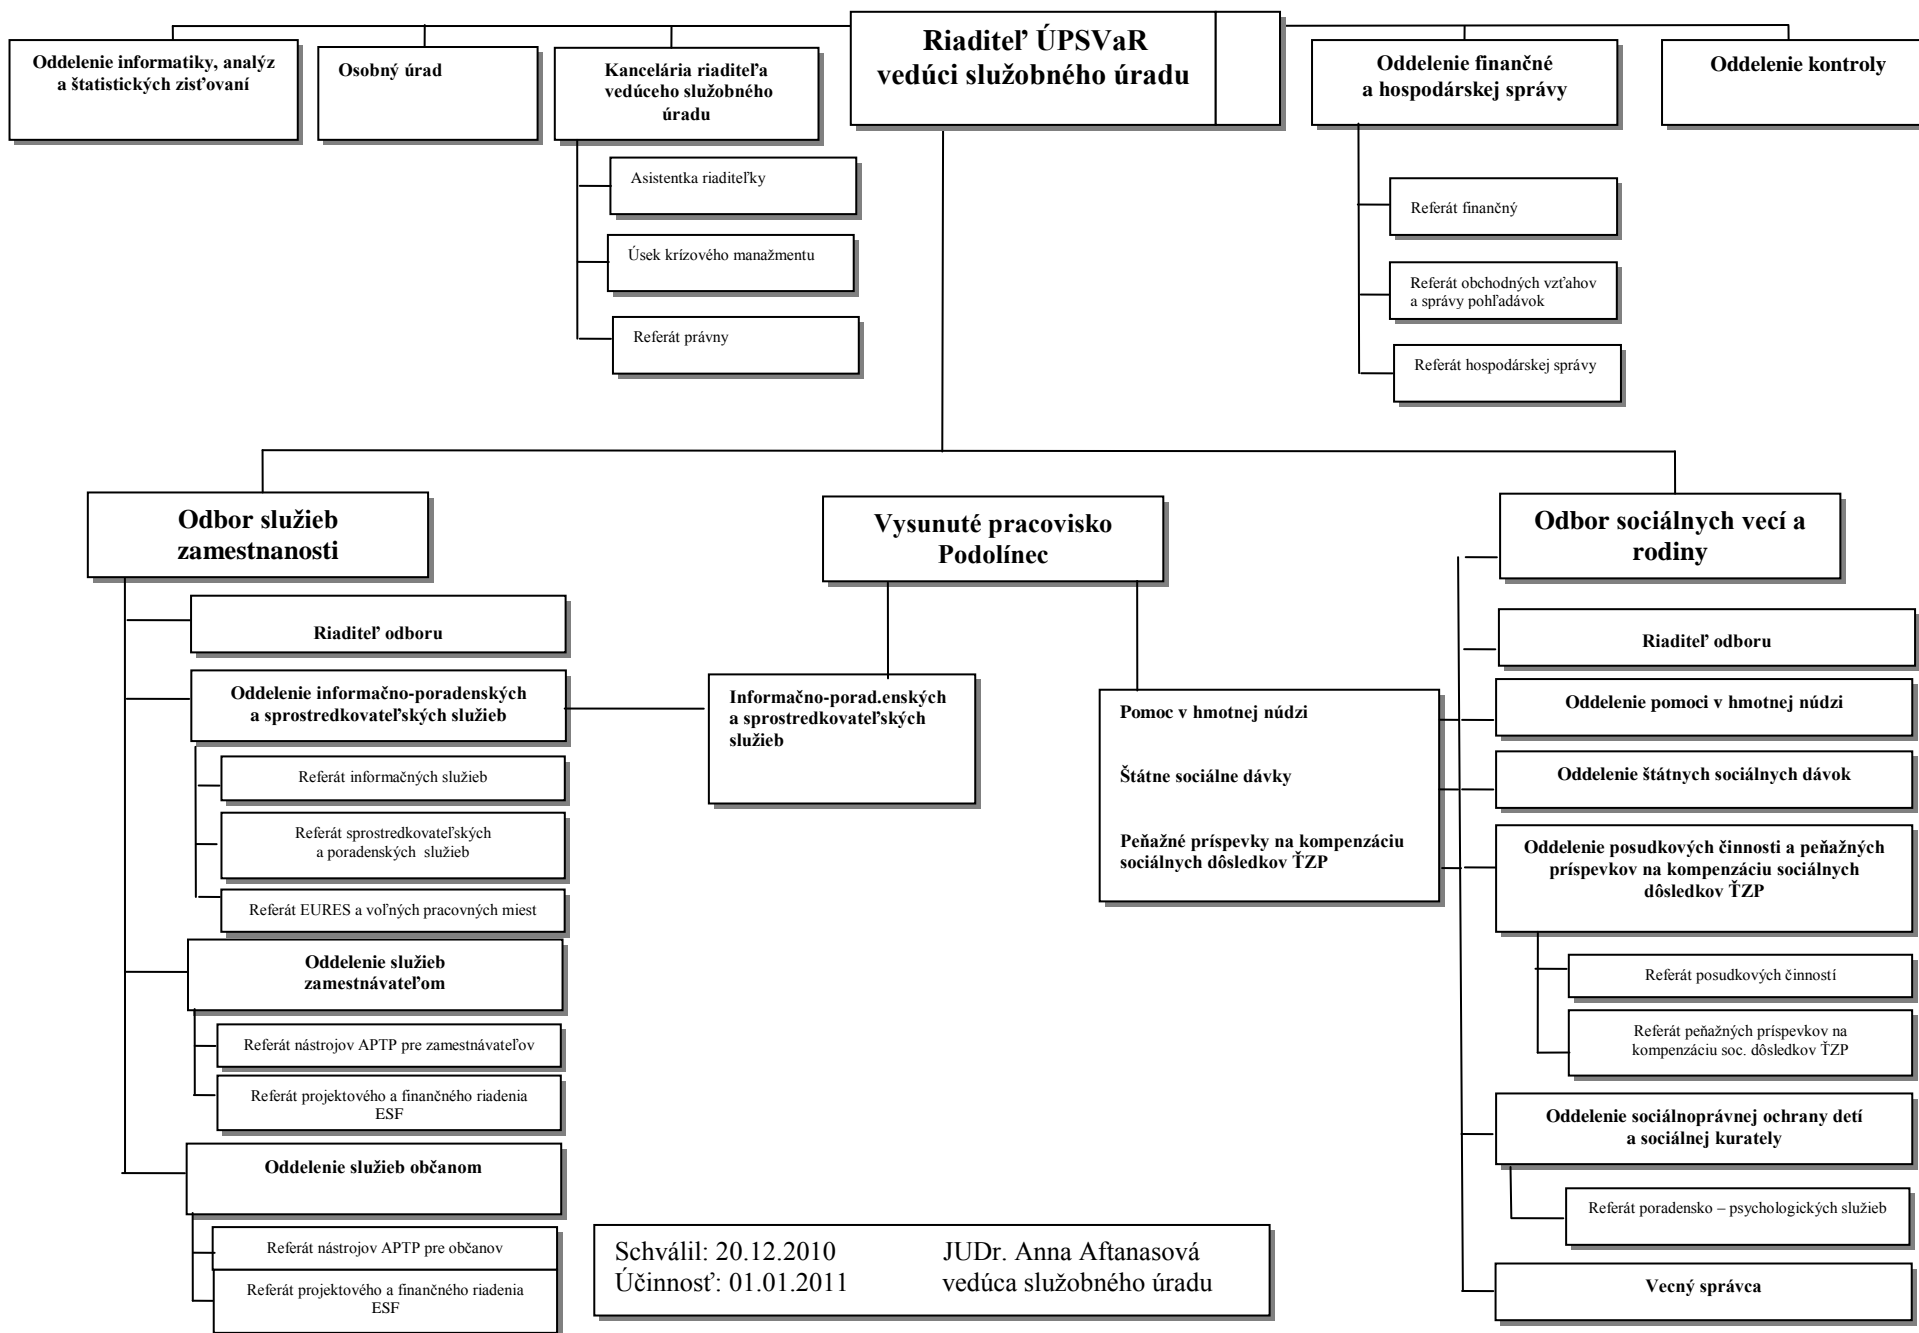 Riaditeľ ÚPSVaR
vedúci služobného úradu
Oddelenie informatiky, analýz
a štatistických zisťovaní
Osobný úrad
Kancelária riaditeľa
vedúceho služobného
úradu
Oddelenie finančné
a hospodárskej správy
Oddelenie kontroly
Asistentka riaditeľky
Úsek krízového manažmentu
Referát právny
Referát finančný
Referát obchodných vzťahov
a správy pohľadávok
Referát hospodárskej správy
Odbor služieb
zamestnanosti
Vysunuté pracovisko
Podolínec
Odbor sociálnych vecí a
rodiny
Riaditeľ odboru
Oddelenie informačno-poradenských
a sprostredkovateľských služieb
Referát informačných služieb
Referát sprostredkovateľských
a poradenských  služieb
Referát EURES a voľných pracovných miest
Oddelenie služieb
zamestnávateľom
Referát nástrojov APTP pre zamestnávateľov
Referát projektového a finančného riadenia
ESF
Oddelenie služieb občanom
Referát nástrojov APTP pre občanov
Referát projektového a finančného riadenia
ESF
Informačno-porad.enských
a sprostredkovateľských
služieb
Pomoc v hmotnej núdzi
Štátne sociálne dávky
Peňažné príspevky na kompenzáciu
sociálnych dôsledkov ŤZP
Riaditeľ odboru
Oddelenie pomoci v hmotnej núdzi
Oddelenie štátnych sociálnych dávok
Oddelenie posudkových činnosti a peňažných
príspevkov na kompenzáciu sociálnych
dôsledkov ŤZP
Referát posudkových činností
Referát peňažných príspevkov na
kompenzáciu soc. dôsledkov ŤZP
Oddelenie sociálnoprávnej ochrany detí
a sociálnej kurately
Referát poradensko – psychologických služieb
Vecný správca
Schválil: 20.12.2010 JUDr. Anna Aftanasová
Účinnosť: 01.01.2011 vedúca služobného úradu